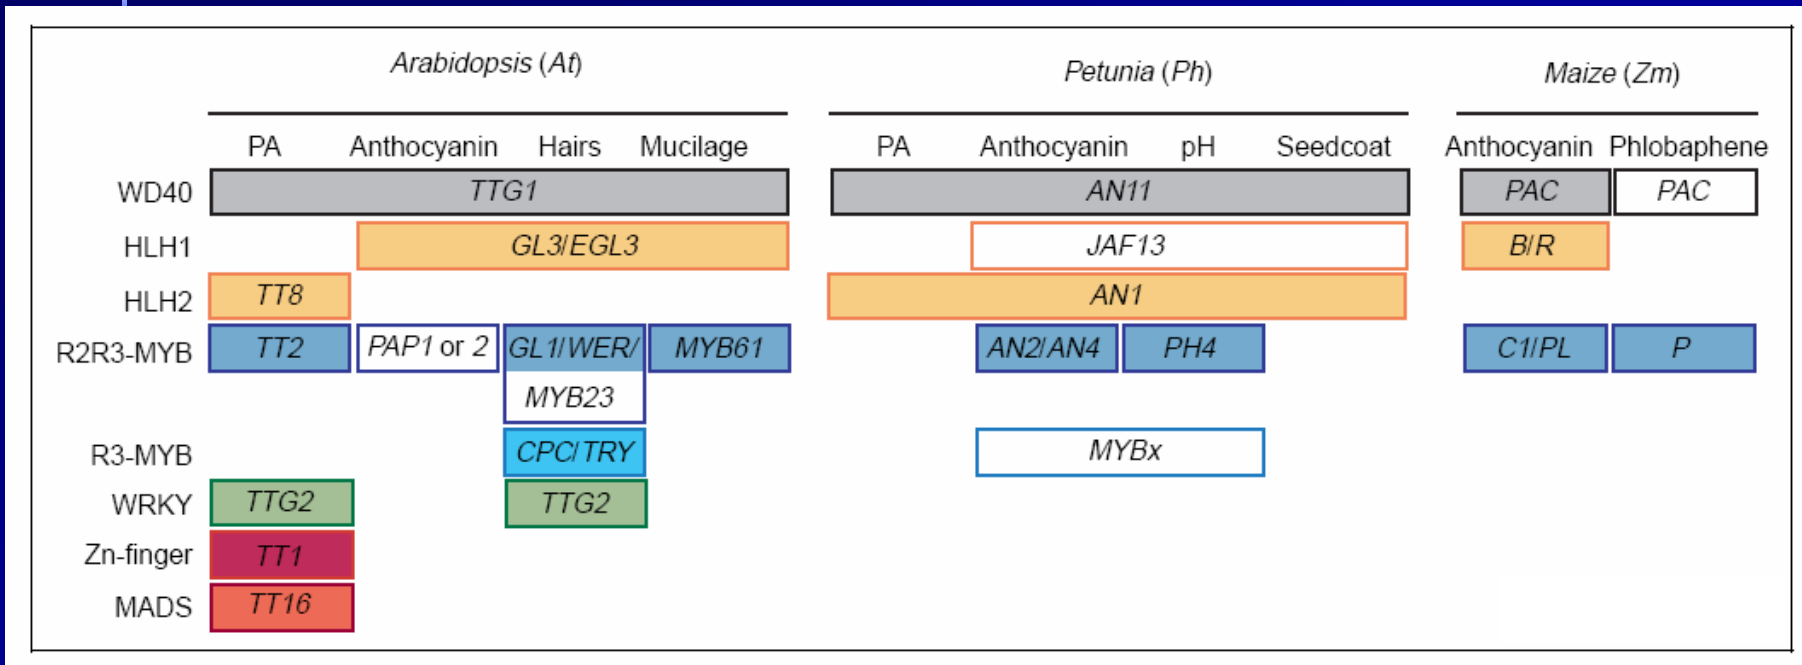 Arabidopsis (At) Petunia (Ph) Maize (Zm)
PA Anthocyanin Hairs Mucilage PA Anthocyanin pH Seedcoat Anthocyanin Phlobaphene
WD40 TTG1 AN11 PAC PAC
HLH1 GL3/EGL3 JAF13 B/R
HLH2 TT8 AN1
R2R3-MYB TT2 PAP1 or 2 GL1/WER/ MYB61 AN2/AN4 PH4 C1/PL P
MYB23
R3-MYB CPC/TRY MYBx
WRKY TTG2 TTG2
Zn-finger TT1
MADS TT16